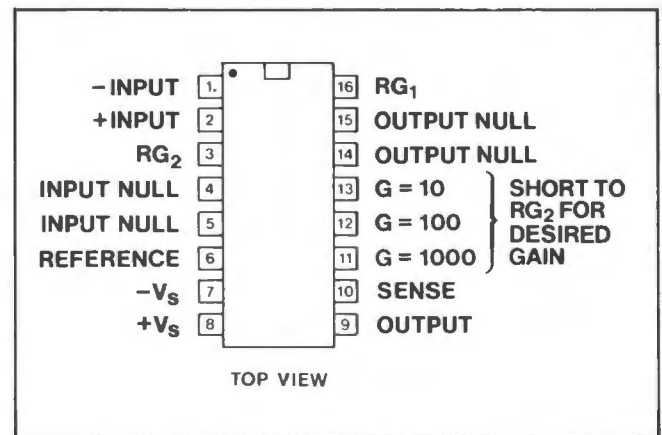 -INPUT 1. 16 RG₁
+INPUT 2 15 OUTPUT NULL
RG₂ 3 14 OUTPUT NULL
INPUT NULL 4 13 G = 10
INPUT NULL 5 12 G = 100
REFERENCE 6 11 G = 1000
SHORT TO
RG₂ FOR
DESIRED
GAIN
-Vs 7 10 SENSE
+Vs 8 9 OUTPUT
TOP VIEW